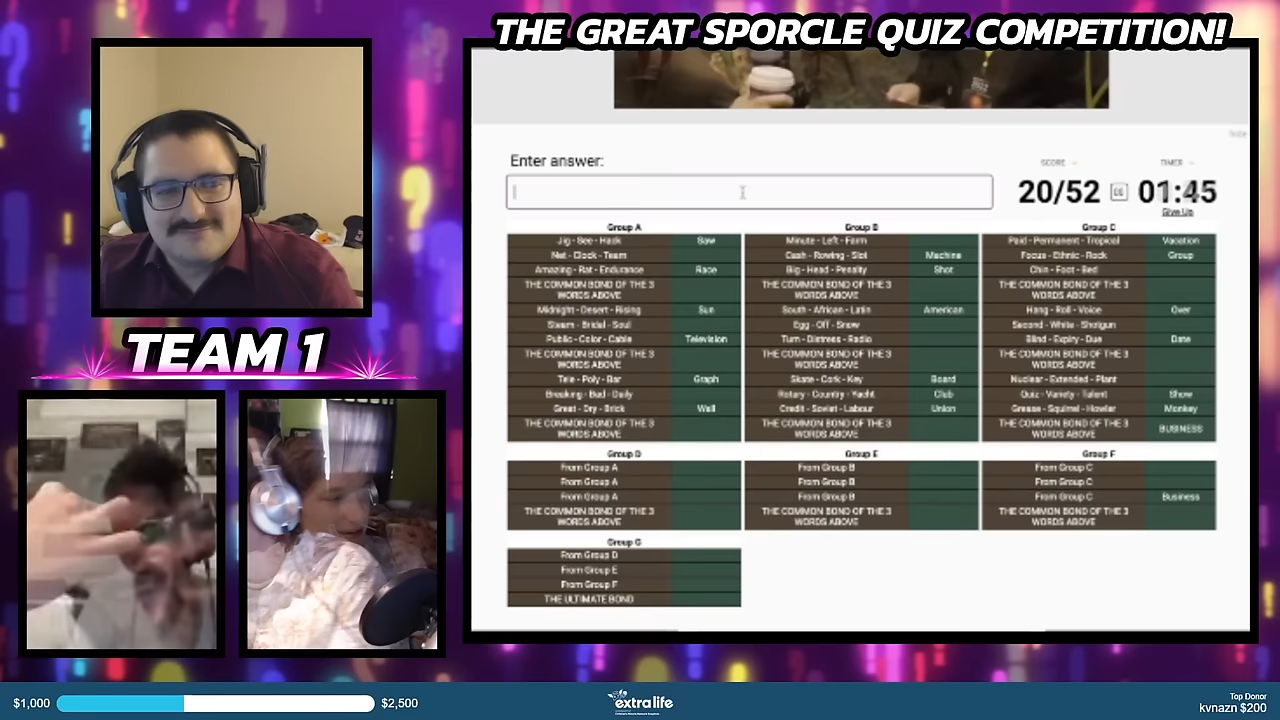 THE GREAT SPORCLE QUIZ COMPETITION!
hide
Enter answer:
SCORE
TIMER
20/52
01:45
Give Up
Group A
Jig - See - Hack Saw
Net - Clock - Team
Amazing - Rat - Endurance Race
THE COMMON BOND OF THE 3
WORDS ABOVE
Midnight - Desert - Rising Sun
Steam - Bridal - Soul
Public - Color - Cable Television
THE COMMON BOND OF THE 3
WORDS ABOVE
Tele - Poly - Bar Graph
Breaking - Bad - Daily
Great - Dry - Brick Wall
THE COMMON BOND OF THE 3
WORDS ABOVE
Group B
Minute - Left - Farm
Cash - Rowing - Slot Machine
Big - Head - Penalty Shot
THE COMMON BOND OF THE 3
WORDS ABOVE
South - African - Latin American
Egg - Off - Snow
Turn - Distress - Radio
THE COMMON BOND OF THE 3
WORDS ABOVE
Skate - Cork - Key Board
Rotary - Country - Yacht Club
Credit - Soviet - Labour Union
THE COMMON BOND OF THE 3
WORDS ABOVE
Group C
Paid - Permanent - Tropical Vacation
Focus - Ethnic - Rock Group
Chin - Foot - Bed
THE COMMON BOND OF THE 3
WORDS ABOVE
Hang - Roll - Voice Over
Second - White - Shotgun
Blind - Expiry - Due Date
THE COMMON BOND OF THE 3
WORDS ABOVE
Nuclear - Extended - Plant
Quiz - Variety - Talent Show
Grease - Squirrel - Howler Monkey
THE COMMON BOND OF THE 3
WORDS ABOVE BUSINESS
Group D
From Group A
From Group A
From Group A
THE COMMON BOND OF THE 3
WORDS ABOVE
Group E
From Group B
From Group B
From Group B
THE COMMON BOND OF THE 3
WORDS ABOVE
Group F
From Group C
From Group C
From Group C Business
THE COMMON BOND OF THE 3
WORDS ABOVE
Group G
From Group D
From Group E
From Group F
THE ULTIMATE BOND
TEAM 1
$1,000
$2,500
extra life
Top Donor
kvnazn $200